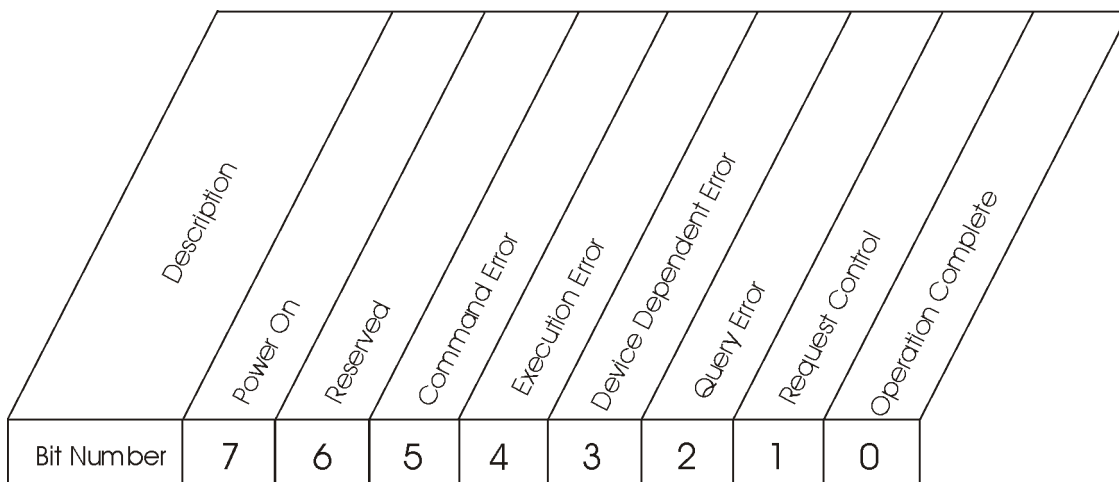 Description
Power On
Reserved
Command Error
Execution Error
Device Dependent Error
Query Error
Request Control
Operation Complete
Bit Number 7 6 5 4 3 2 1 0